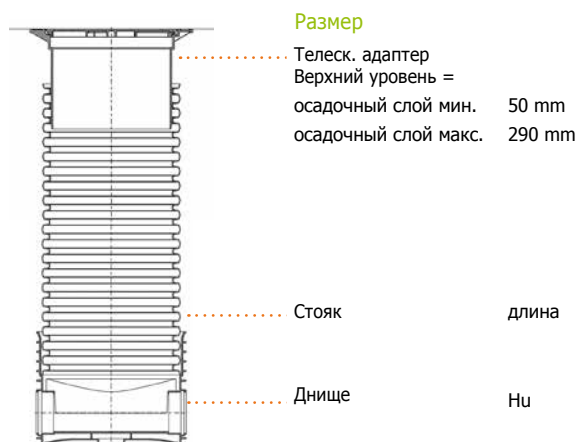 Размер
Телеск. адаптер
Верхний уровень =
осадочный слой мин. 50 mm
осадочный слой макс. 290 mm
Стояк длина
Днище Hu